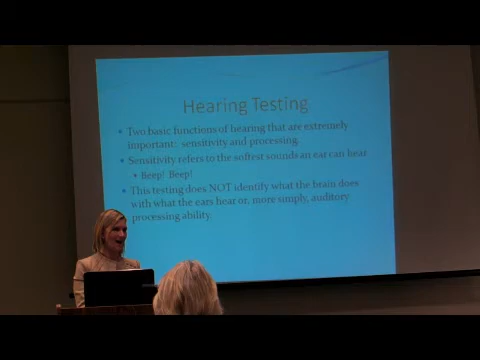 Hearing Testing
• Two basic functions of hearing that are extremely
important: sensitivity and processing.
• Sensitivity refers to the softest sounds an ear can hear
• Beep! Beep!
• This testing does NOT identify what the brain does
with what the ears hear or, more simply, auditory
processing ability.